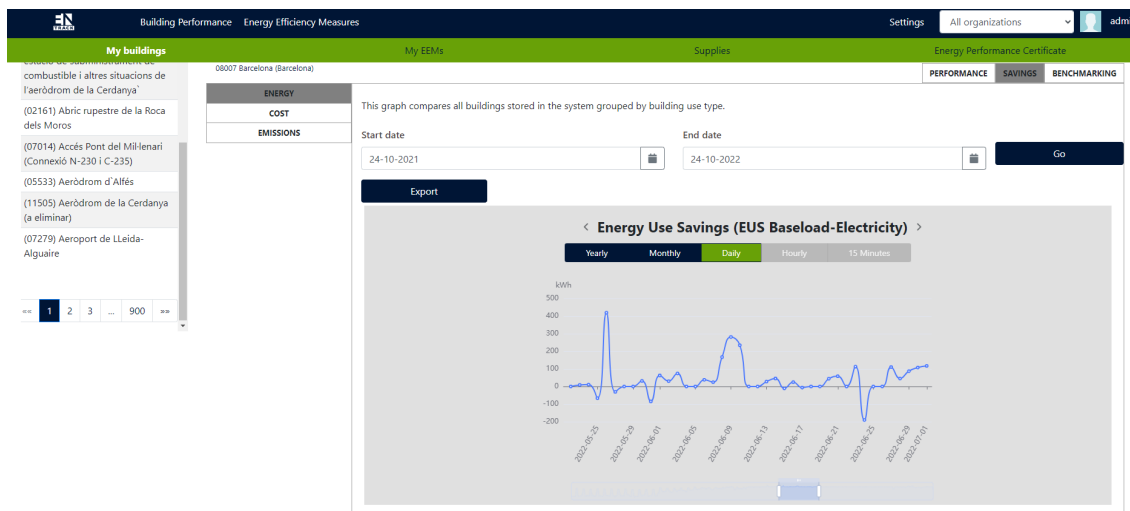 EN
TRACK
Building Performance
Energy Efficiency Measures
Settings
All organizations
admi
My buildings
My EEMs
Supplies
Energy Performance Certificate
estació de subministrament de
combustible i altres situacions de
l'aeròdrom de la Cerdanya`
(02161) Abric rupestre de la Roca
dels Moros
(07014) Accés Pont del Mil·lenari
(Connexió N-230 i C-235)
(05533) Aeròdrom d`Alfés
(11505) Aeròdrom de la Cerdanya
(a eliminar)
(07279) Aeroport de LLeida-
Alguaire
«« 1 2 3 ... 900 »»
08007 Barcelona (Barcelona)
ENERGY
COST
EMISSIONS
PERFORMANCE
SAVINGS
BENCHMARKING
This graph compares all buildings stored in the system grouped by building use type.
Start date
End date
24-10-2021
24-10-2022
Go
Export
< Energy Use Savings (EUS Baseload-Electricity) >
Yearly
Monthly
Daily
Hourly
15 Minutes
kWh
500
400
300
200
100
0
-100
-200
2022-05-25
2022-05-29
2022-06-01
2022-06-05
2022-06-09
2022-06-13
2022-06-17
2022-06-21
2022-06-25
2022-06-29
2022-07-01